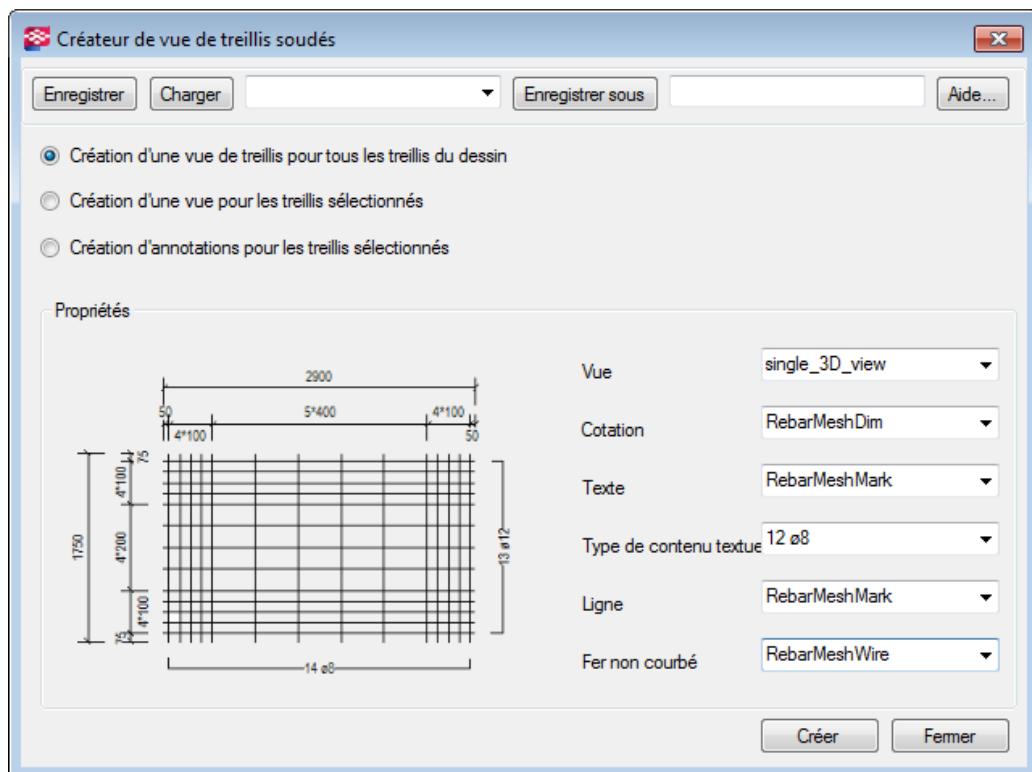 Créateur de vue de treillis soudés
Enregistrer Charger Enregistrer sous Aide...
Création d'une vue de treillis pour tous les treillis du dessin
Création d'une vue pour les treillis sélectionnés
Création d'annotations pour les treillis sélectionnés
Propriétés
2900
50 5*400 4*100
4*100 50
75
4*100
1750
4*200
4*100
75
13 ø12
14 ø8
Vue single_3D_view
Cotation RebarMeshDim
Texte RebarMeshMark
Type de contenu textue 12 ø8
Ligne RebarMeshMark
Fer non courbé RebarMeshWire
Créer Fermer